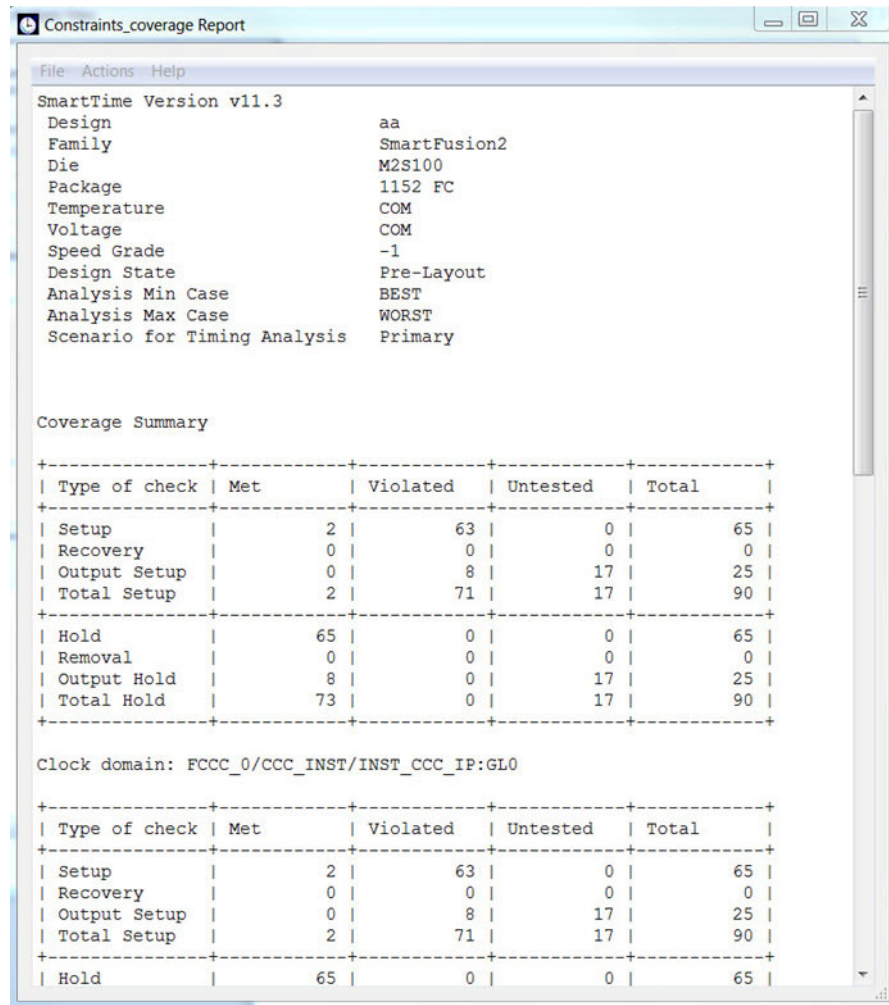 Constraints_coverage Report
File Actions Help
SmartTime Version v11.3
Design aa
Family SmartFusion2
Die M2S100
Package 1152 FC
Temperature COM
Voltage COM
Speed Grade -1
Design State Pre-Layout
Analysis Min Case BEST
Analysis Max Case WORST
Scenario for Timing Analysis Primary
Coverage Summary
+---------------+------------+------------+------------+------------+
| Type of check | Met | Violated | Untested | Total |
+---------------+------------+------------+------------+------------+
| Setup | 2 | 63 | 0 | 65 |
| Recovery | 0 | 0 | 0 | 0 |
| Output Setup | 0 | 8 | 17 | 25 |
| Total Setup | 2 | 71 | 17 | 90 |
+---------------+------------+------------+------------+------------+
| Hold | 65 | 0 | 0 | 65 |
| Removal | 0 | 0 | 0 | 0 |
| Output Hold | 8 | 0 | 17 | 25 |
| Total Hold | 73 | 0 | 17 | 90 |
+---------------+------------+------------+------------+------------+
Clock domain: FCCC_0/CCC_INST/INST_CCC_IP:GL0
+---------------+------------+------------+------------+------------+
| Type of check | Met | Violated | Untested | Total |
+---------------+------------+------------+------------+------------+
| Setup | 2 | 63 | 0 | 65 |
| Recovery | 0 | 0 | 0 | 0 |
| Output Setup | 0 | 8 | 17 | 25 |
| Total Setup | 2 | 71 | 17 | 90 |
+---------------+------------+------------+------------+------------+
| Hold | 65 | 0 | 0 | 65 |